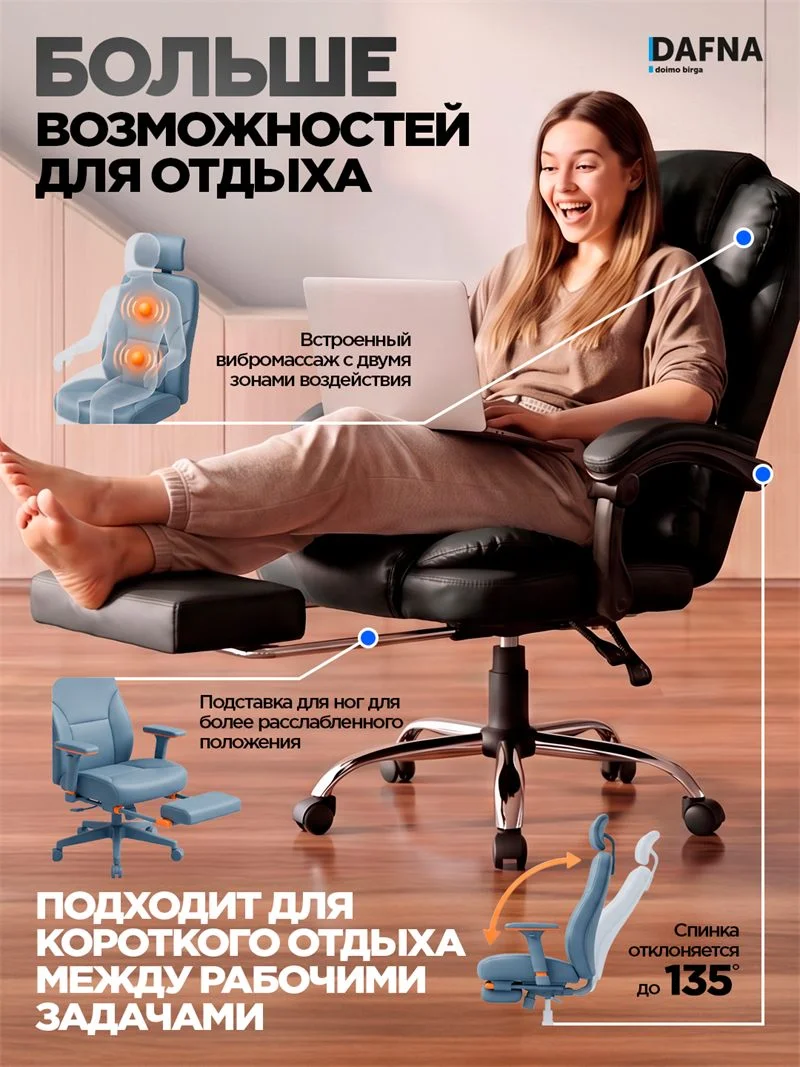 БОЛЬШЕ
ВОЗМОЖНОСТЕЙ
ДЛЯ ОТДЫХА
DAFNA
doimo birga
Встроенный
вибромассаж с двумя
зонами воздействия
Подставка для ног для
более расслабленного
положения
ПОДХОДИТ ДЛЯ
КОРОТКОГО ОТДЫХА
МЕЖДУ РАБОЧИМИ
ЗАДАЧАМИ
Спинка
отклоняется
до 135°